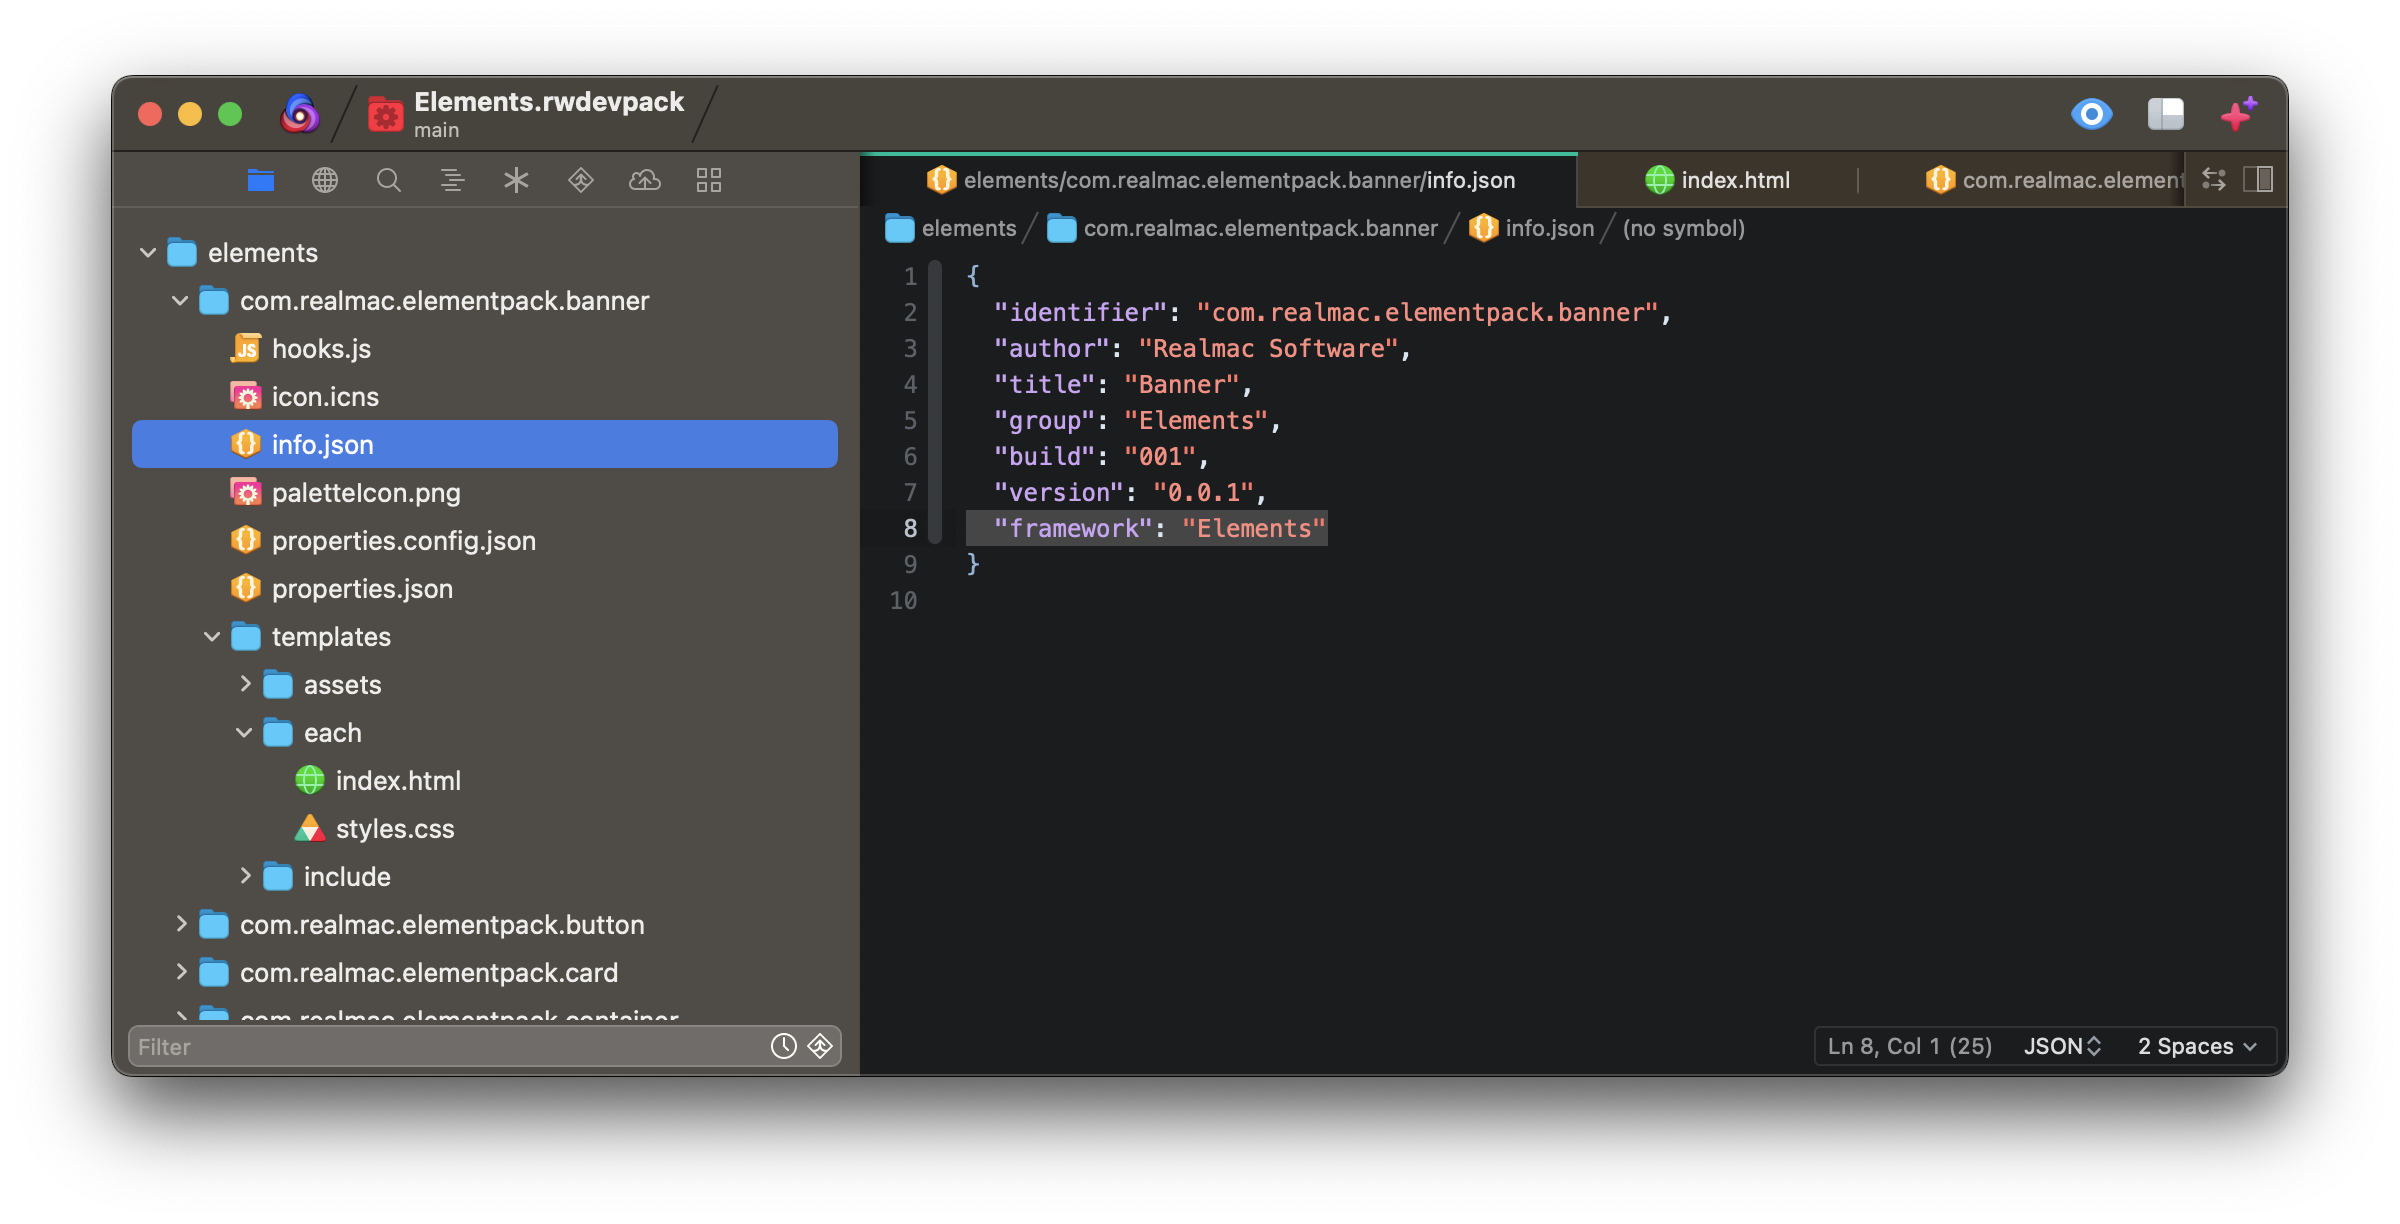 Elements.rwdevpack
main
elements
com.realmac.elementpack.banner
JS
hooks.js
icon.icns
info.json
paletteIcon.png
properties.config.json
properties.json
templates
assets
each
index.html
styles.css
include
com.realmac.elementpack.button
com.realmac.elementpack.card
com.realmac.elementpack.container
Filter
elements/com.realmac.elementpack.banner/info.json
index.html
com.realmac.element
elements
com.realmac.elementpack.banner
info.json
(no symbol)
1 {
2 "identifier": "com.realmac.elementpack.banner",
3 "author": "Realmac Software",
4 "title": "Banner",
5 "group": "Elements",
6 "build": "001",
7 "version": "0.0.1",
8 "framework": "Elements"
9 }
10
Ln 8, Col 1 (25) JSON 2 Spaces